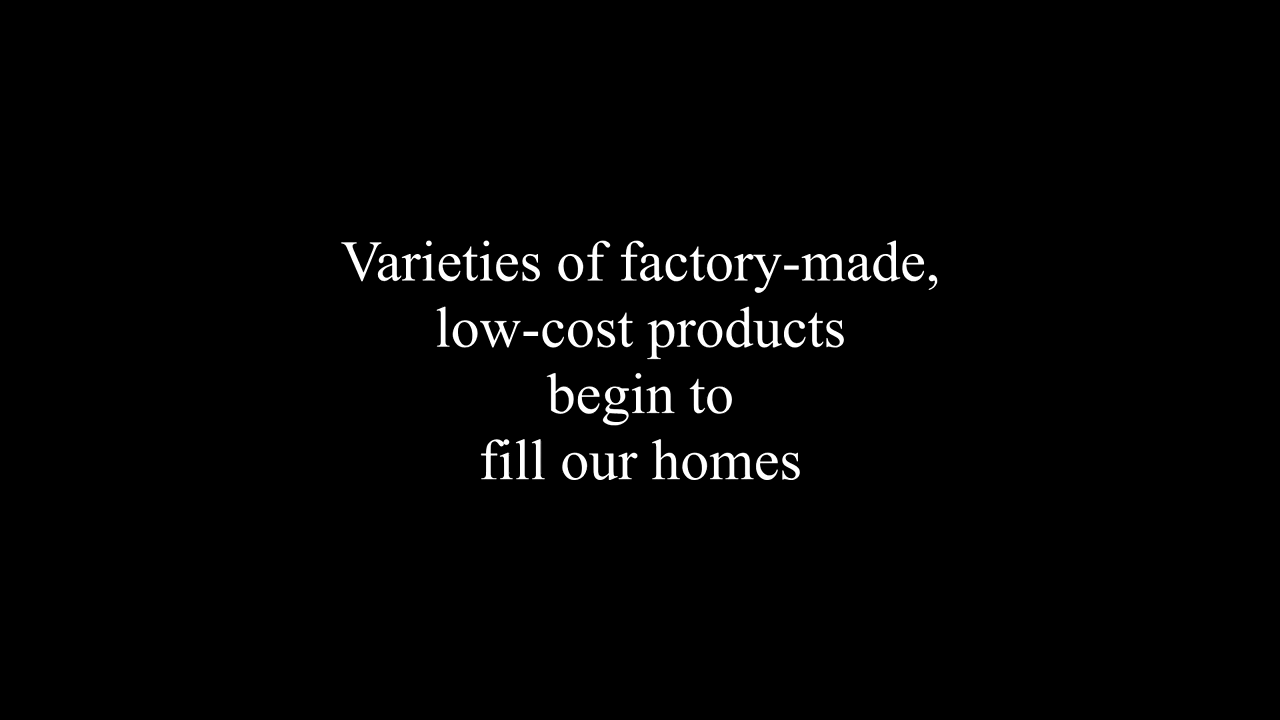 Varieties of factory-made,
low-cost products
begin to
fill our homes